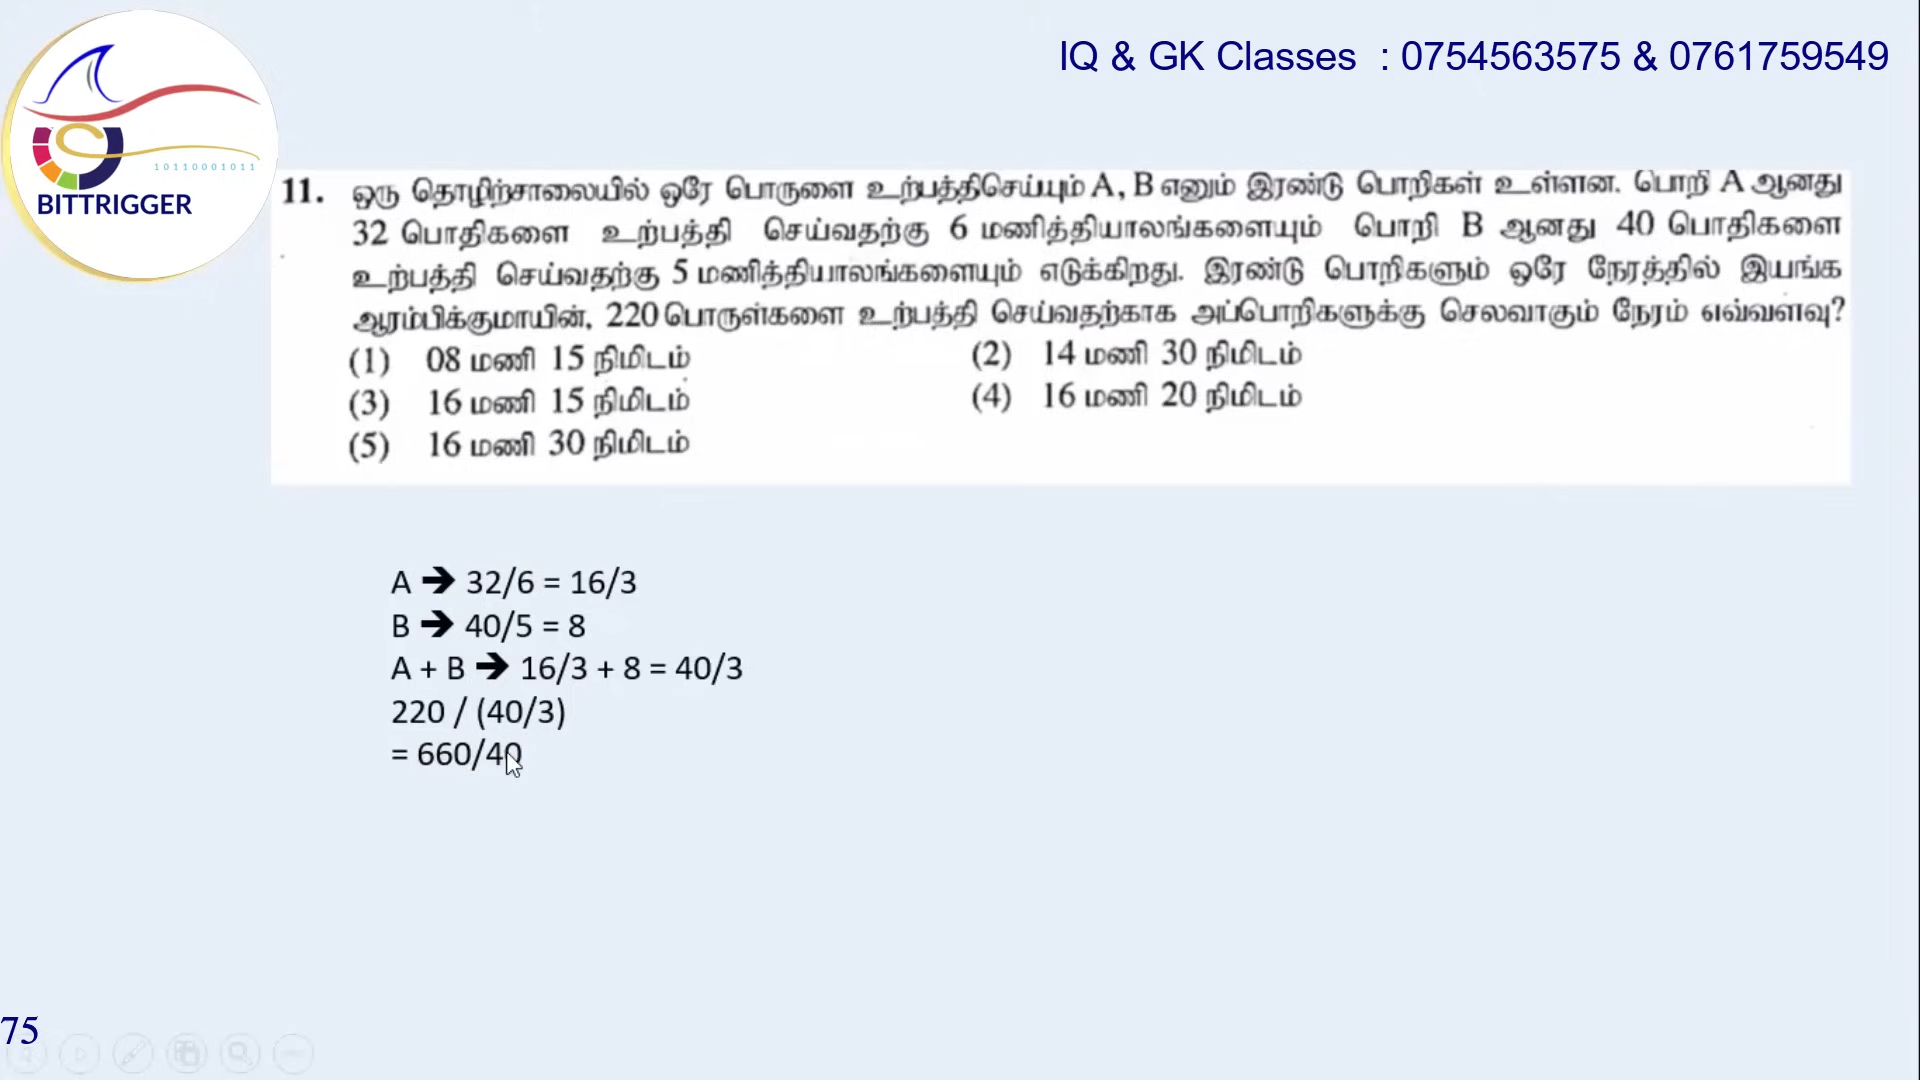 IQ & GK Classes : 0754563575 & 0761759549
10110001011
BITTRIGGER
11. ஒரு தொழிற்சாலையில் ஒரே பொருளை உற்பத்திசெய்யும் A, B எனும் இரண்டு பொறிகள் உள்ளன. பொறி A ஆனது
32 பொதிகளை உற்பத்தி செய்வதற்கு 6 மணித்தியாலங்களையும் பொறி B ஆனது 40 பொதிகளை
உற்பத்தி செய்வதற்கு 5 மணித்தியாலங்களையும் எடுக்கிறது. இரண்டு பொறிகளும் ஒரே நேரத்தில் இயங்க
ஆரம்பிக்குமாயின், 220 பொருள்களை உற்பத்தி செய்வதற்காக அப்பொறிகளுக்கு செலவாகும் நேரம் எவ்வளவு?
(1) 08 மணி 15 நிமிடம் (2) 14 மணி 30 நிமிடம்
(3) 16 மணி 15 நிமிடம் (4) 16 மணி 20 நிமிடம்
(5) 16 மணி 30 நிமிடம்
A ➔ 32/6 = 16/3
B ➔ 40/5 = 8
A + B ➔ 16/3 + 8 = 40/3
220 / (40/3)
= 660/40
75